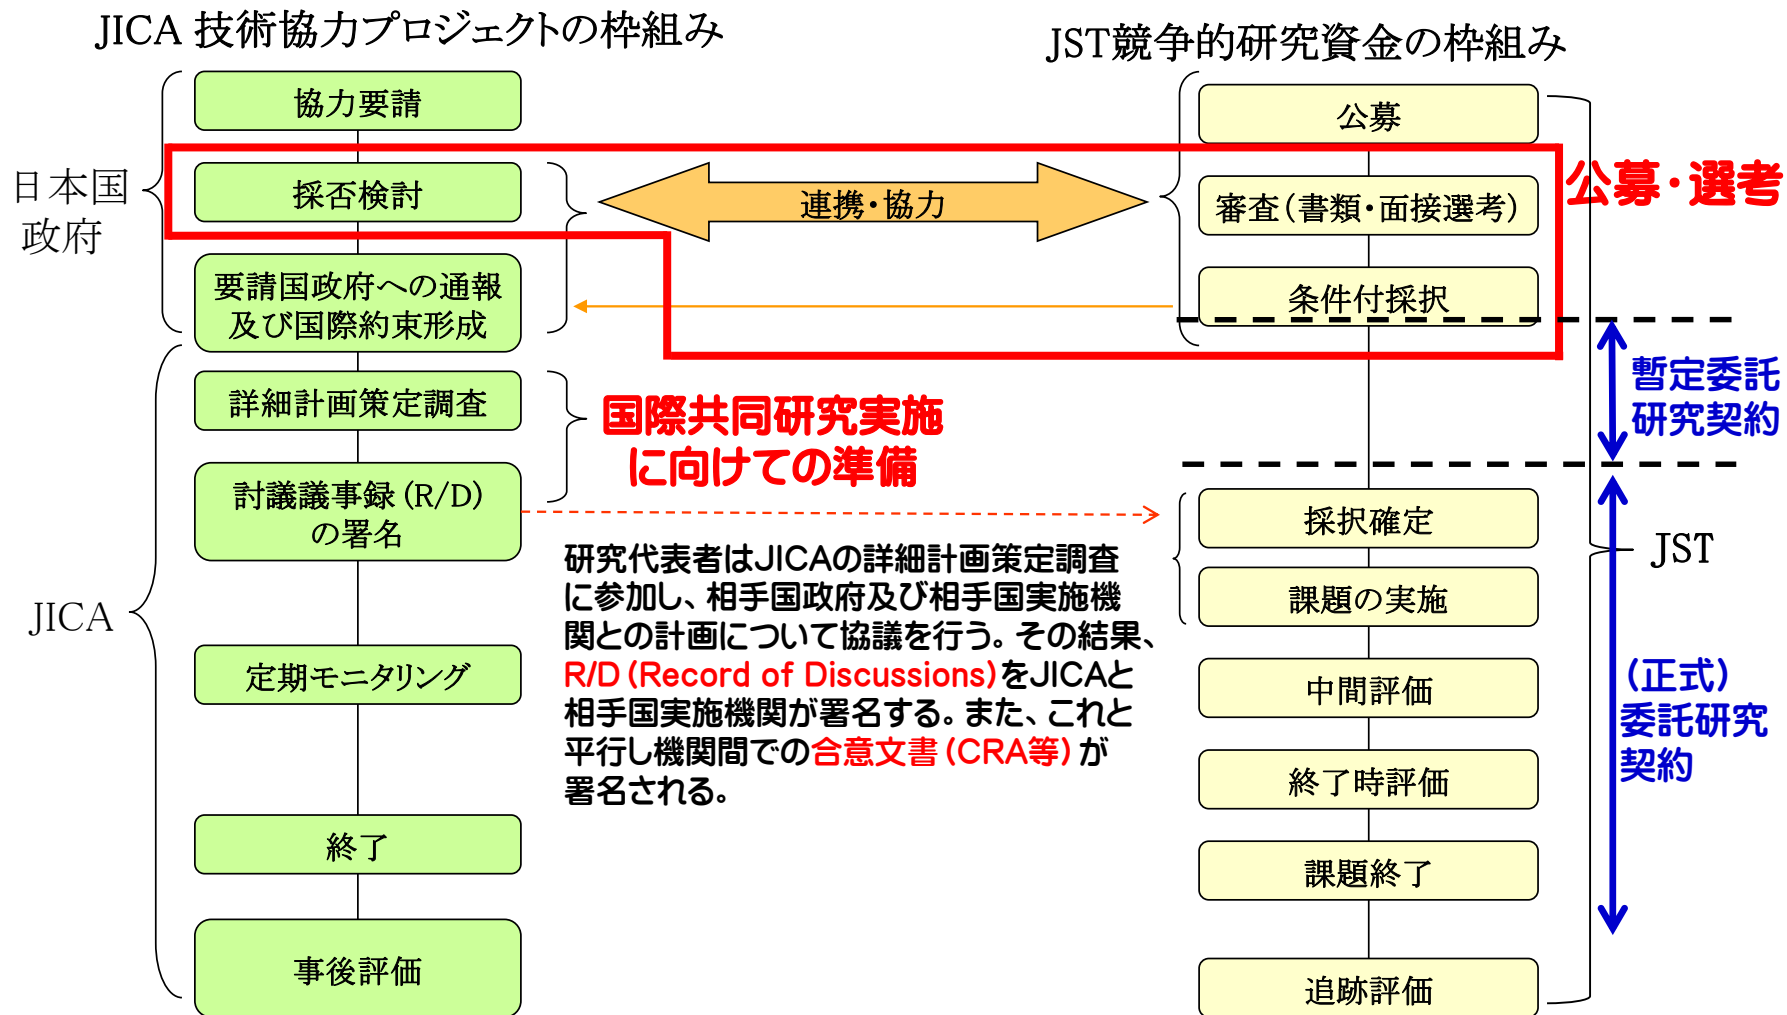 JICA 技術協力プロジェクトの枠組み
協力要請
採否検討
要請国政府への通報
及び国際約束形成
詳細計画策定調査
討議議事録(R/D)
の署名
定期モニタリング
終了
事後評価
日本国
政府
JICA
連携・協力
国際共同研究実施
に向けての準備
研究代表者はJICAの詳細計画策定調査
に参加し、相手国政府及び相手国実施機
関との計画について協議を行う。その結果、
R/D(Record of Discussions)をJICAと
相手国実施機関が署名する。また、これと
平行し機関間での合意文書(CRA等)が
署名される。
JST競争的研究資金の枠組み
公募
審査(書類・面接選考)
条件付採択
採択確定
課題の実施
中間評価
終了時評価
課題終了
追跡評価
公募・選考
暫定委託
研究契約
JST
(正式)
委託研究
契約